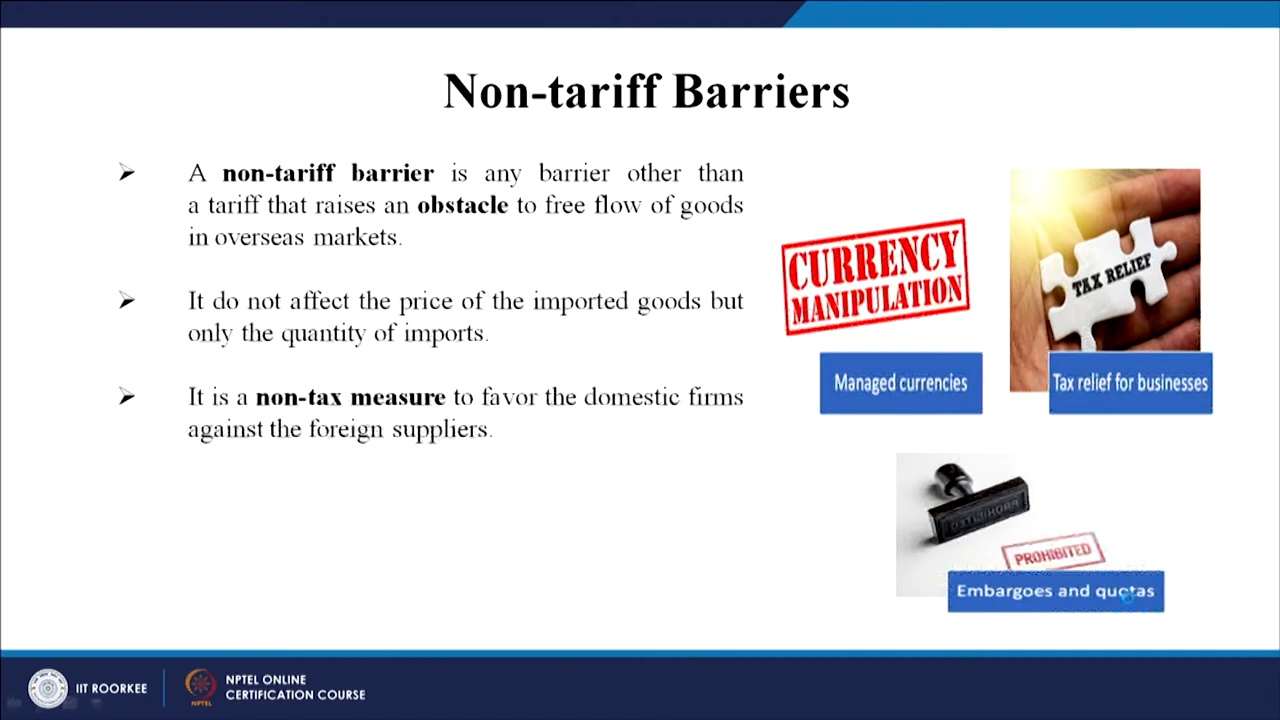 Non-tariff Barriers
A non-tariff barrier is any barrier other than
a tariff that raises an obstacle to free flow of goods
in overseas markets.
It do not affect the price of the imported goods but
only the quantity of imports.
It is a non-tax measure to favor the domestic firms
against the foreign suppliers.
CURRENCY
MANIPULATION
Managed currencies
TAX RELIEF
Tax relief for businesses
PROHIBITED
Embargoes and quotas
IIT ROORKEE
NPTEL
NPTEL ONLINE
CERTIFICATION COURSE